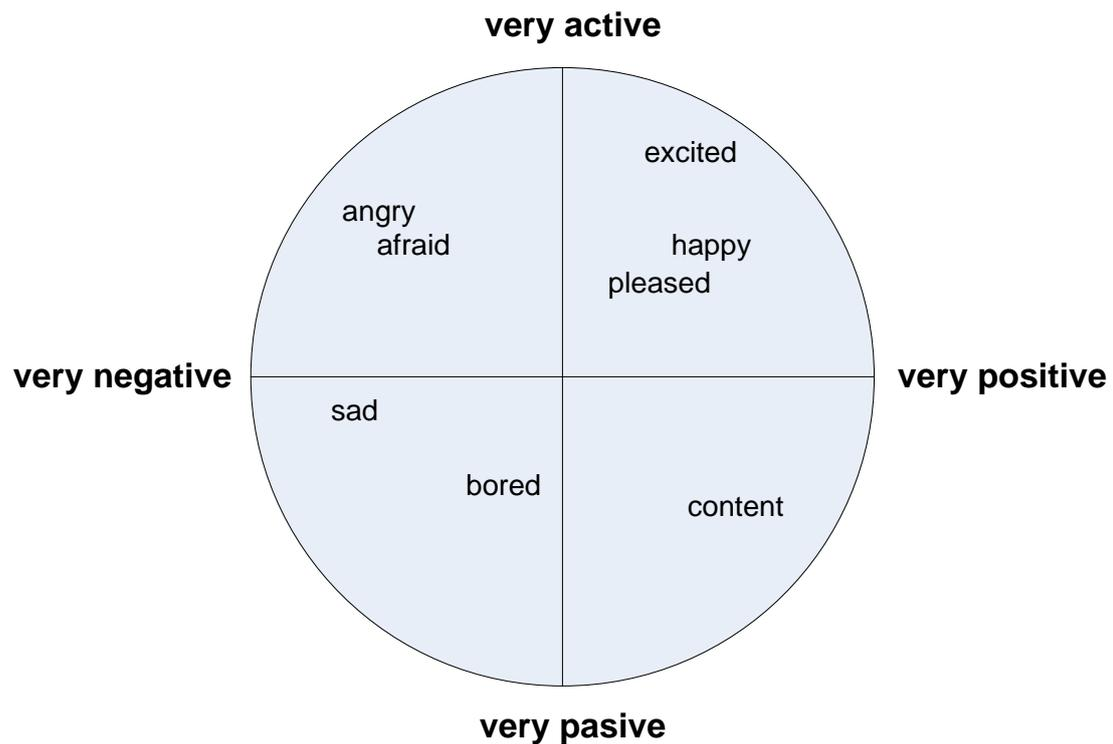 very active
excited
angry
afraid
happy
pleased
very negative
very positive
sad
bored
content
very pasive